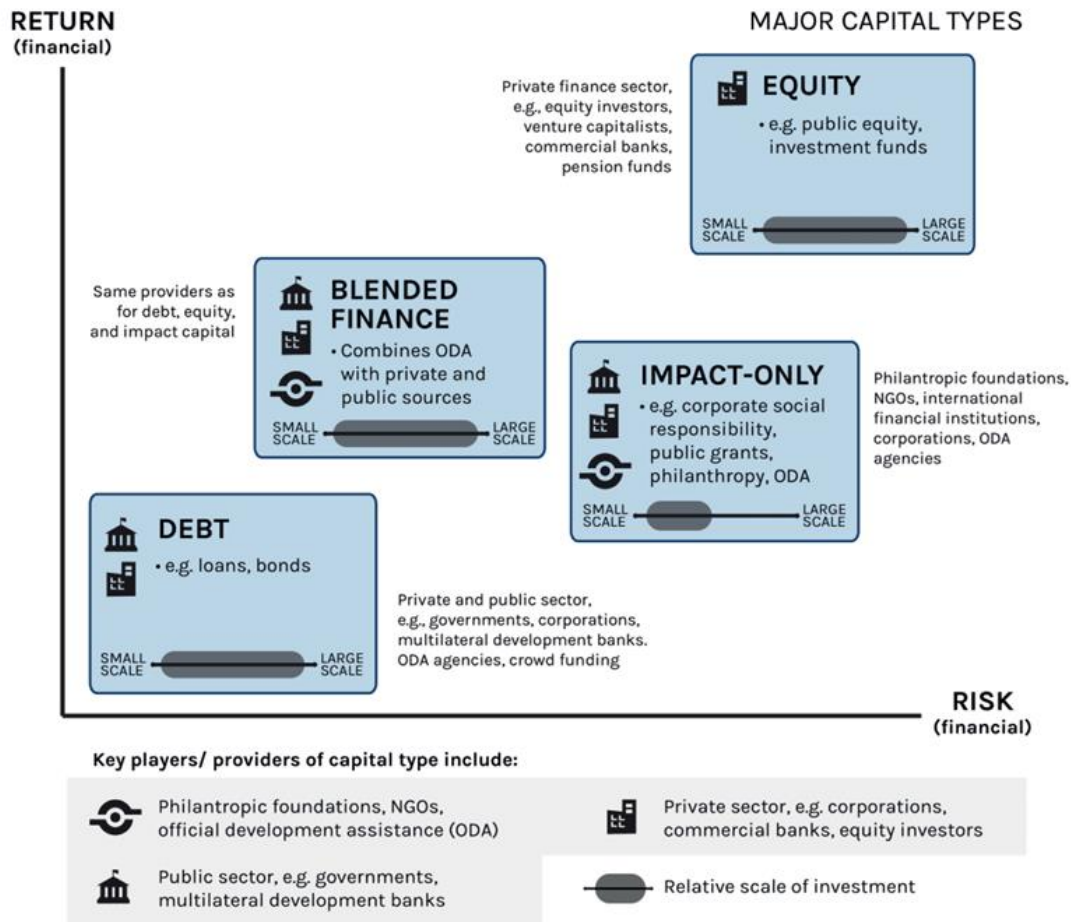 RETURN
(financial)
MAJOR CAPITAL TYPES
Private finance sector,
e.g., equity investors,
venture capitalists,
commercial banks,
pension funds
EQUITY
• e.g. public equity,
investment funds
SMALL
SCALE
LARGE
SCALE
Same providers as
for debt, equity,
and impact capital
BLENDED
FINANCE
• Combines ODA
with private and
public sources
SMALL
SCALE
LARGE
SCALE
IMPACT-ONLY
• e.g. corporate social
responsibility,
public grants,
philanthropy, ODA
SMALL
SCALE
LARGE
SCALE
Philantropic foundations,
NGOs, international
financial institutions,
corporations, ODA
agencies
DEBT
• e.g. loans, bonds
SMALL
SCALE
LARGE
SCALE
Private and public sector,
e.g., governments, corporations,
multilateral development banks.
ODA agencies, crowd funding
RISK
(financial)
Key players/ providers of capital type include:
Philantropic foundations, NGOs,
official development assistance (ODA)
Private sector, e.g. corporations,
commercial banks, equity investors
Public sector, e.g. governments,
multilateral development banks
Relative scale of investment